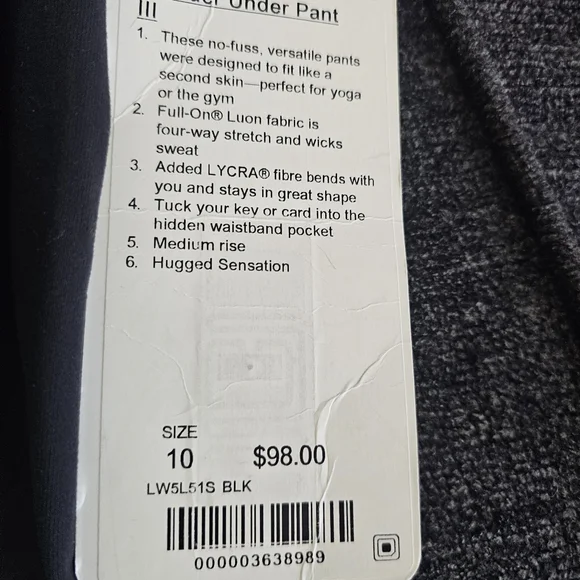 Under Pant
III
1. These no-fuss, versatile pants
were designed to fit like a
second skin—perfect for yoga
or the gym
2. Full-On® Luon fabric is
four-way stretch and wicks
sweat
3. Added LYCRA® fibre bends with
you and stays in great shape
4. Tuck your key or card into the
hidden waistband pocket
5. Medium rise
6. Hugged Sensation
SIZE
10 $98.00
LW5L51S BLK
000003638989